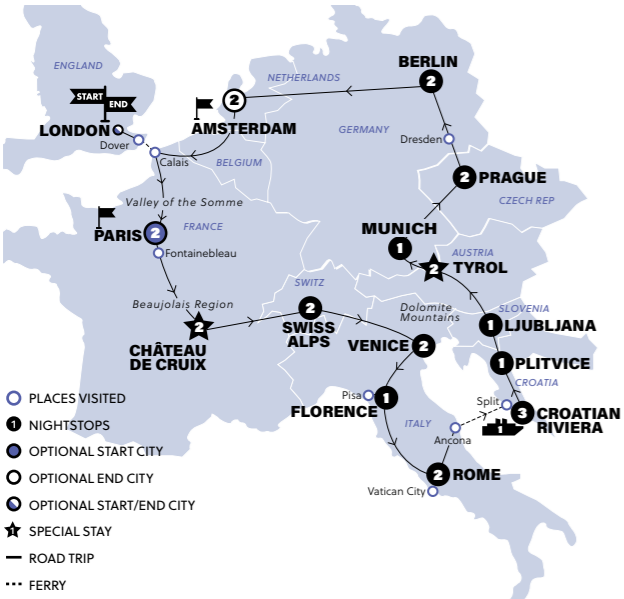 ENGLAND
START
END
LONDON
Dover
Calais
NETHERLANDS
2
AMSTERDAM
BERLIN
2
GERMANY
Dresden
BELGIUM
Valley of the Somme
PARIS
2
FRANCE
Fontainebleau
2
PRAGUE
CZECH REP
MUNICH
1
AUSTRIA
2
TYROL
Beaujolais Region
2
CHÂTEAU
DE CRUIX
SWITZ
2
SWISS
ALPS
Dolomite
Mountains
SLOVENIA
1
LJUBLJANA
VENICE
2
1
PLITVICE
CROATIA
Pisa
1
FLORENCE
ITALY
Split
3
CROATIAN
RIVIERA
1
Ancona
2
ROME
Vatican City
PLACES VISITED
1
NIGHTSTOPS
OPTIONAL START CITY
OPTIONAL END CITY
OPTIONAL START/END CITY
1
SPECIAL STAY
ROAD TRIP
FERRY